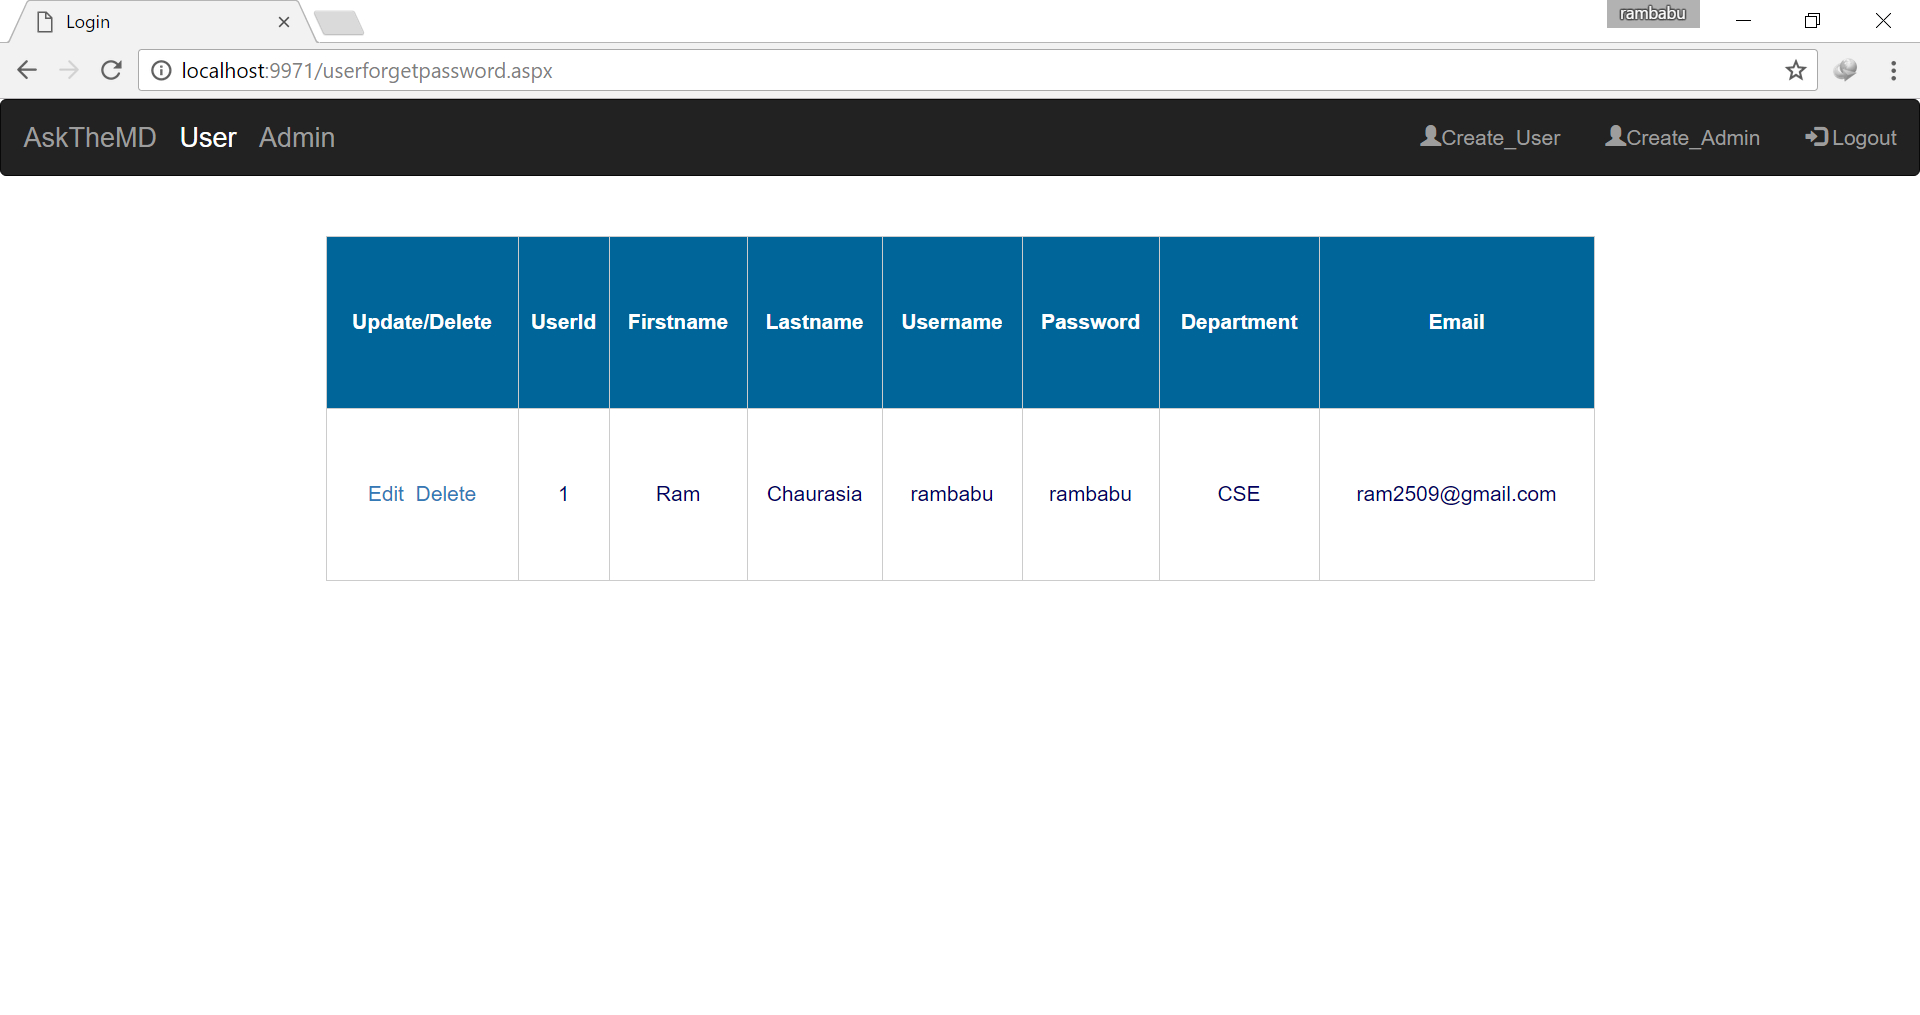 Login
rambabu
localhost:9971/userforgetpassword.aspx
AskTheMD User Admin Create_User Create_Admin Logout
Update/Delete UserId Firstname Lastname Username Password Department Email
Edit Delete 1 Ram Chaurasia rambabu rambabu CSE ram2509@gmail.com